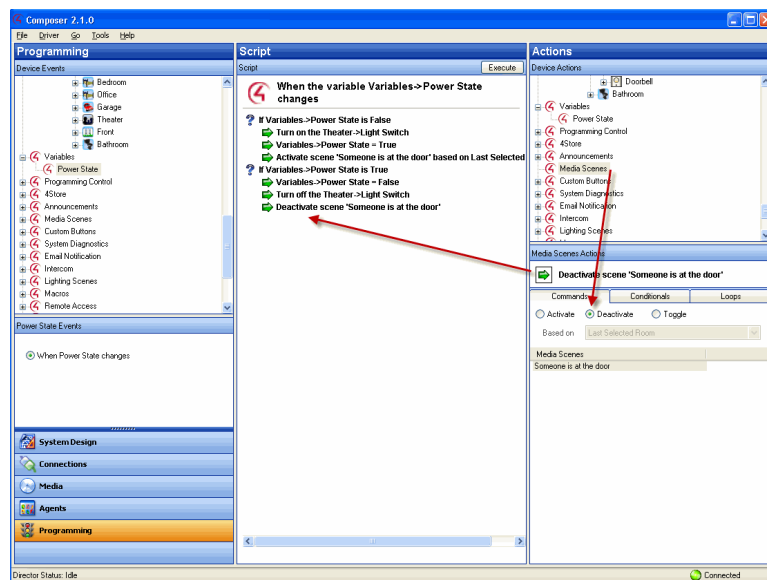 Composer 2.1.0
File Driver Go Tools Help
Programming
Device Events
Bedroom
Office
Garage
Theater
Front
Bathroom
Variables
Power State
Programming Control
4Store
Announcements
Media Scenes
Custom Buttons
System Diagnostics
Email Notification
Intercom
Lighting Scenes
Macros
Remote Access
Power State Events
When Power State changes
System Design
Connections
Media
Agents
Programming
Director Status: Idle
Script
Script Execute
When the variable Variables->Power State
changes
If Variables->Power State is False
Turn on the Theater->Light Switch
Variables->Power State = True
Activate scene 'Someone is at the door' based on Last Selected
If Variables->Power State is True
Variables->Power State = False
Turn off the Theater->Light Switch
Deactivate scene 'Someone is at the door'
Actions
Device Actions
Doorbell
Bathroom
Variables
Power State
Programming Control
4Store
Announcements
Media Scenes
Custom Buttons
System Diagnostics
Email Notification
Intercom
Lighting Scenes
Media Scenes Actions
Deactivate scene 'Someone is at the door'
Commands Conditionals Loops
Activate Deactivate Toggle
Based on Last Selected Room
Media Scenes
Someone is at the door
Connected